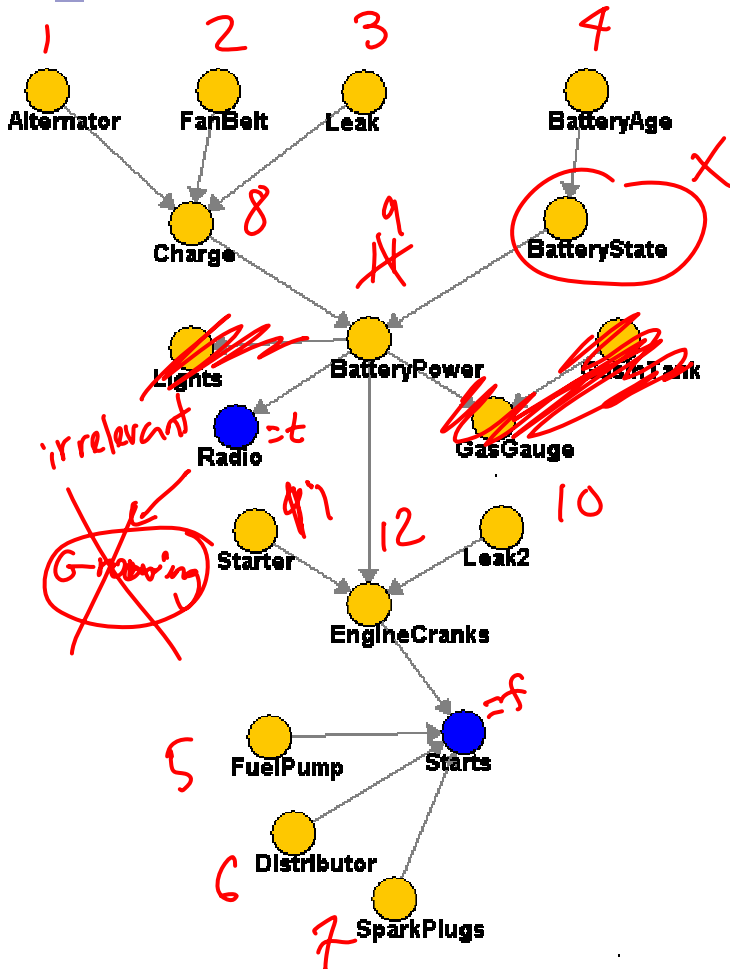 1 2 3 4
Alternator FanBelt Leak BatteryAge
X
8 9
Charge BatteryState
Lights BatteryPower GasInTank
irrelevant Radio =t GasGauge
10
12
Starter Leak2
EngineCranks
=f
5 FuelPump Starts
6 Distributor
7 SparkPlugs